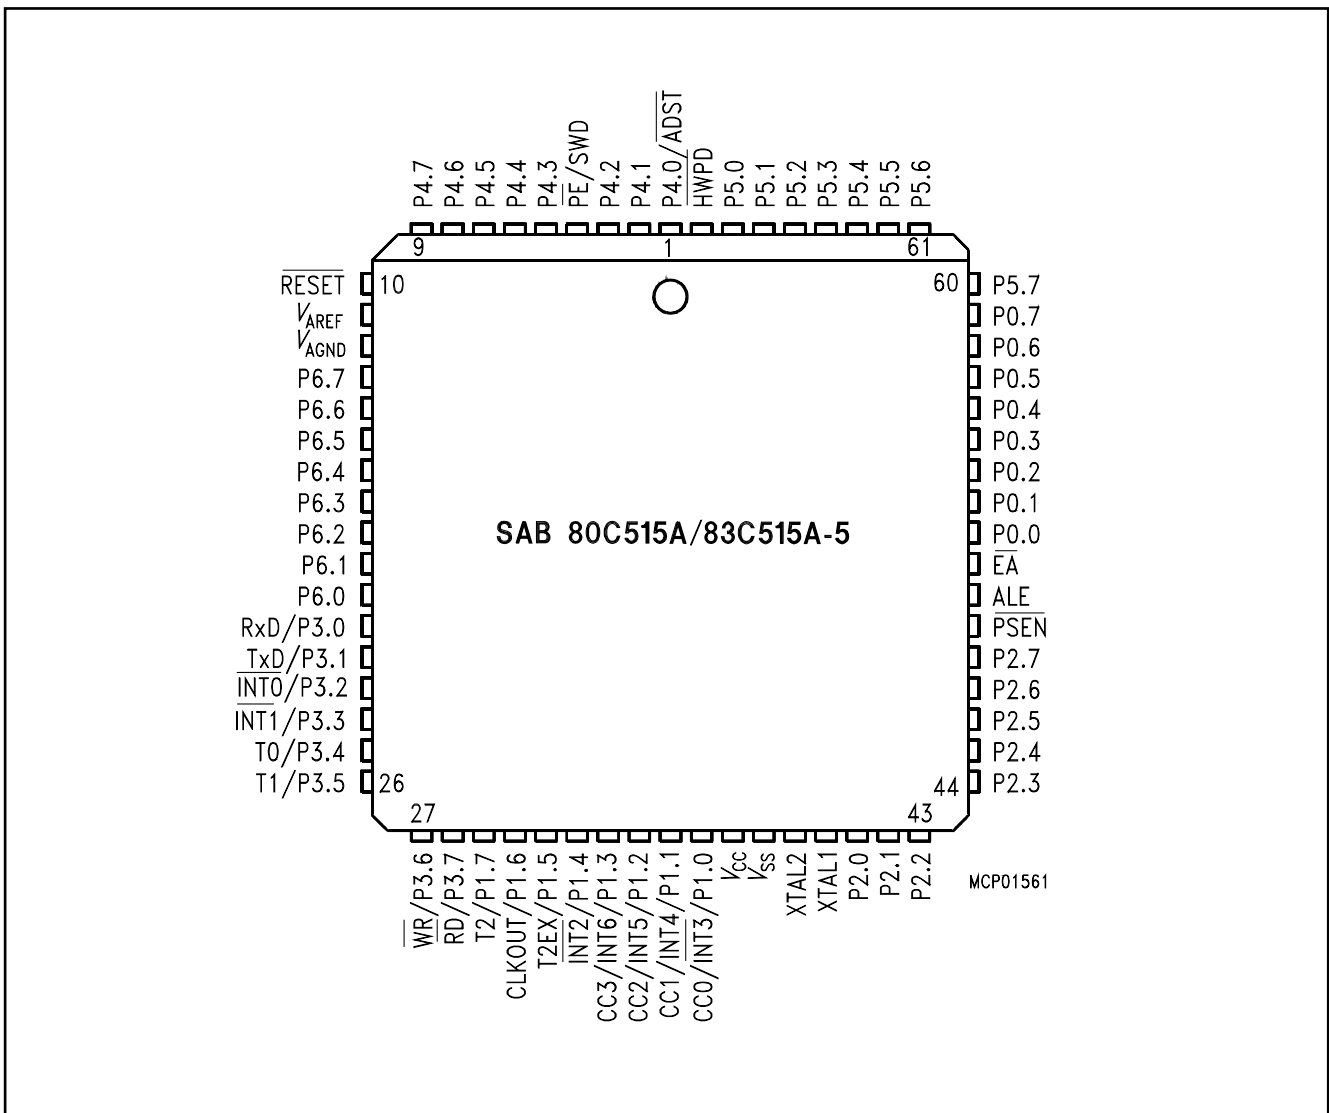 P4.7
P4.6
P4.5
P4.4
P4.3
PE/SWD
P4.2
P4.1
P4.0/ADST
HWPD
P5.0
P5.1
P5.2
P5.3
P5.4
P5.5
P5.6
9
1
61
RESET
10
60
P5.7
VAREF
P0.7
VAGND
P0.6
P6.7
P0.5
P6.6
P0.4
P6.5
P0.3
P6.4
P0.2
P6.3
P0.1
P6.2
SAB 80C515A/83C515A-5
P0.0
P6.1
EA
P6.0
ALE
RxD/P3.0
PSEN
TxD/P3.1
P2.7
INT0/P3.2
P2.6
INT1/P3.3
P2.5
T0/P3.4
P2.4
T1/P3.5
26
44
P2.3
27
43
WR/P3.6
RD/P3.7
T2/P1.7
CLKOUT/P1.6
T2EX/P1.5
INT2/P1.4
CC3/INT6/P1.3
CC2/INT5/P1.2
CC1/INT4/P1.1
CC0/INT3/P1.0
VCC
VSS
XTAL2
XTAL1
P2.0
P2.1
P2.2
MCP01561